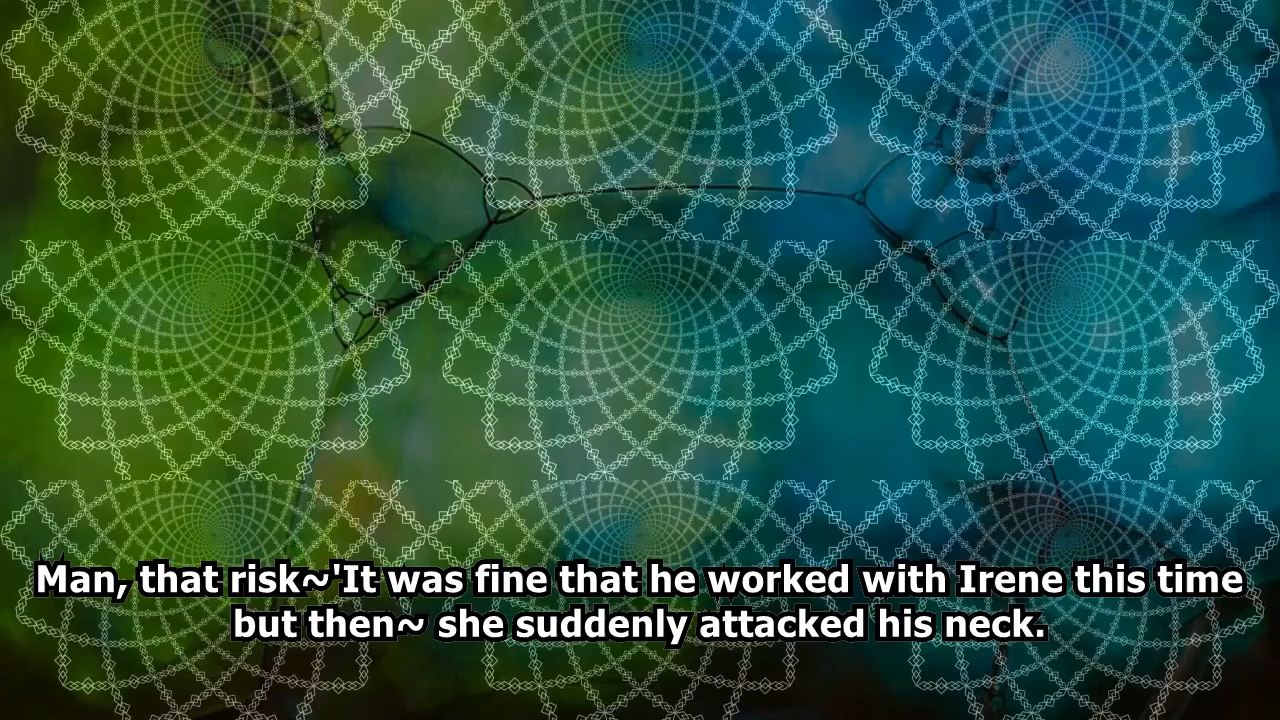 Man, that risk~'It was fine that he worked with Irene this time
but then~ she suddenly attacked his neck.